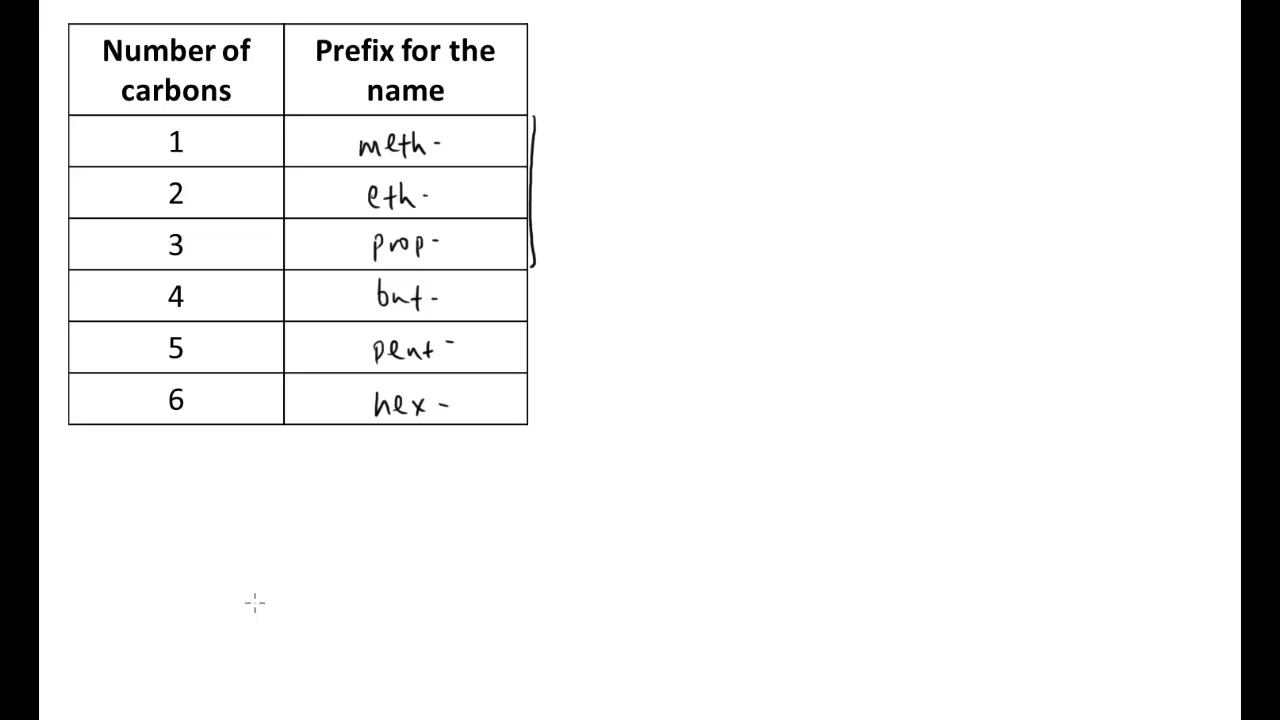 Number of carbons Prefix for the name
1 meth-
2 eth-
3 prop-
4 but-
5 pent-
6 hex-